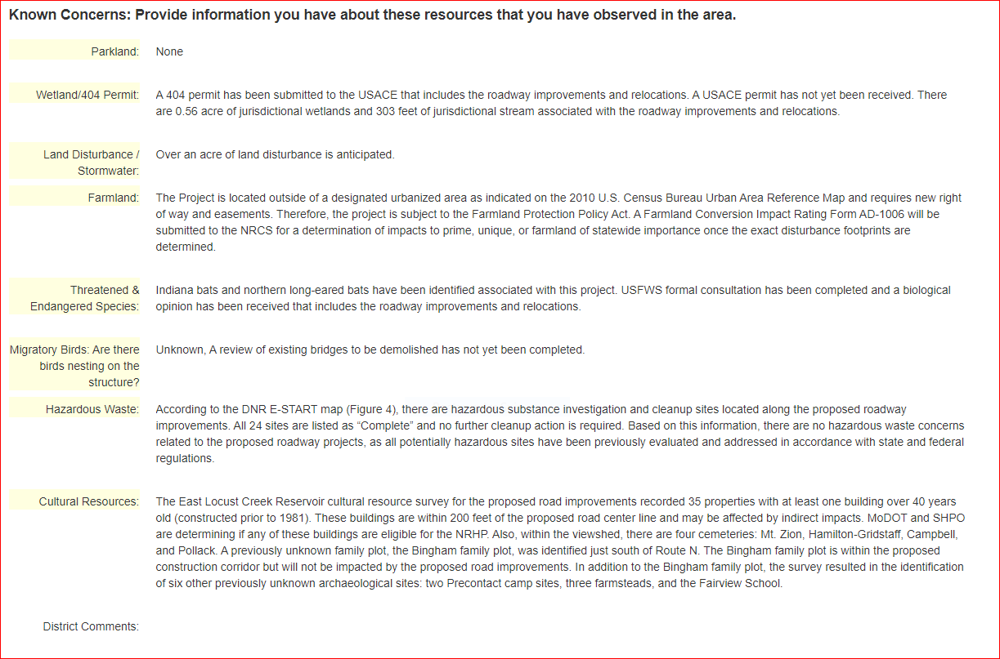 Known Concerns: Provide information you have about these resources that you have observed in the area.
Parkland: None
Wetland/404 Permit: A 404 permit has been submitted to the USACE that includes the roadway improvements and relocations. A USACE permit has not yet been received. There
are 0.56 acre of jurisdictional wetlands and 303 feet of jurisdictional stream associated with the roadway improvements and relocations.
Land Disturbance / Over an acre of land disturbance is anticipated.
Stormwater:
Farmland: The Project is located outside of a designated urbanized area as indicated on the 2010 U.S. Census Bureau Urban Area Reference Map and requires new right
of way and easements. Therefore, the project is subject to the Farmland Protection Policy Act. A Farmland Conversion Impact Rating Form AD-1006 will be
submitted to the NRCS for a determination of impacts to prime, unique, or farmland of statewide importance once the exact disturbance footprints are
determined.
Threatened & Indiana bats and northern long-eared bats have been identified associated with this project. USFWS formal consultation has been completed and a biological
Endangered Species: opinion has been received that includes the roadway improvements and relocations.
Migratory Birds: Are there Unknown, A review of existing bridges to be demolished has not yet been completed.
birds nesting on the
structure?
Hazardous Waste: According to the DNR E-START map (Figure 4), there are hazardous substance investigation and cleanup sites located along the proposed roadway
improvements. All 24 sites are listed as “Complete” and no further cleanup action is required. Based on this information, there are no hazardous waste concerns
related to the proposed roadway projects, as all potentially hazardous sites have been previously evaluated and addressed in accordance with state and federal
regulations.
Cultural Resources: The East Locust Creek Reservoir cultural resource survey for the proposed road improvements recorded 35 properties with at least one building over 40 years
old (constructed prior to 1981). These buildings are within 200 feet of the proposed road center line and may be affected by indirect impacts. MoDOT and SHPO
are determining if any of these buildings are eligible for the NRHP. Also, within the viewshed, there are four cemeteries: Mt. Zion, Hamilton-Gridstaff, Campbell,
and Pollack. A previously unknown family plot, the Bingham family plot, was identified just south of Route N. The Bingham family plot is within the proposed
construction corridor but will not be impacted by the proposed road improvements. In addition to the Bingham family plot, the survey resulted in the identification
of six other previously unknown archaeological sites: two Precontact camp sites, three farmsteads, and the Fairview School.
District Comments: